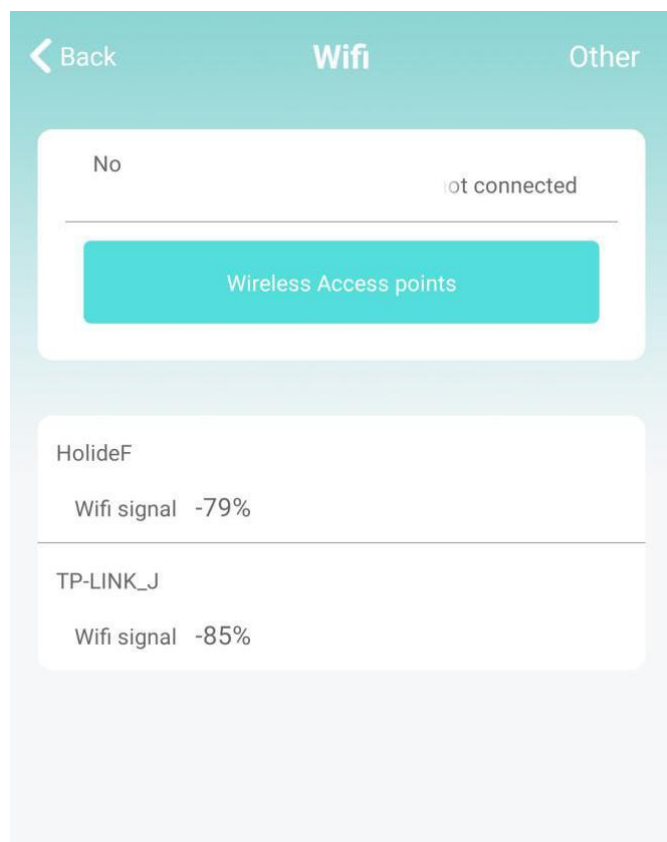 Back
Wifi
Other
No
ot connected
Wireless Access points
HolideF
Wifi signal -79%
TP-LINK_J
Wifi signal -85%